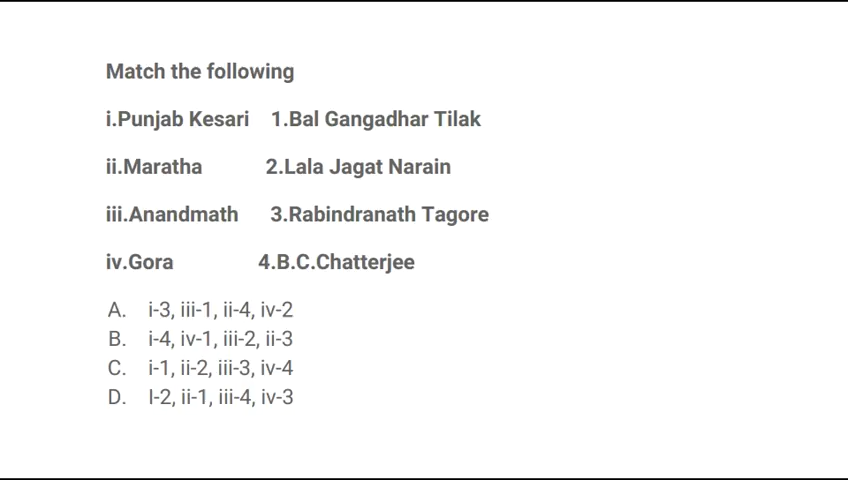 Match the following
i.Punjab Kesari 1.Bal Gangadhar Tilak
ii.Maratha 2.Lala Jagat Narain
iii.Anandmath 3.Rabindranath Tagore
iv.Gora 4.B.C.Chatterjee
A. i-3, iii-1, ii-4, iv-2
B. i-4, iv-1, iii-2, ii-3
C. i-1, ii-2, iii-3, iv-4
D. I-2, ii-1, iii-4, iv-3